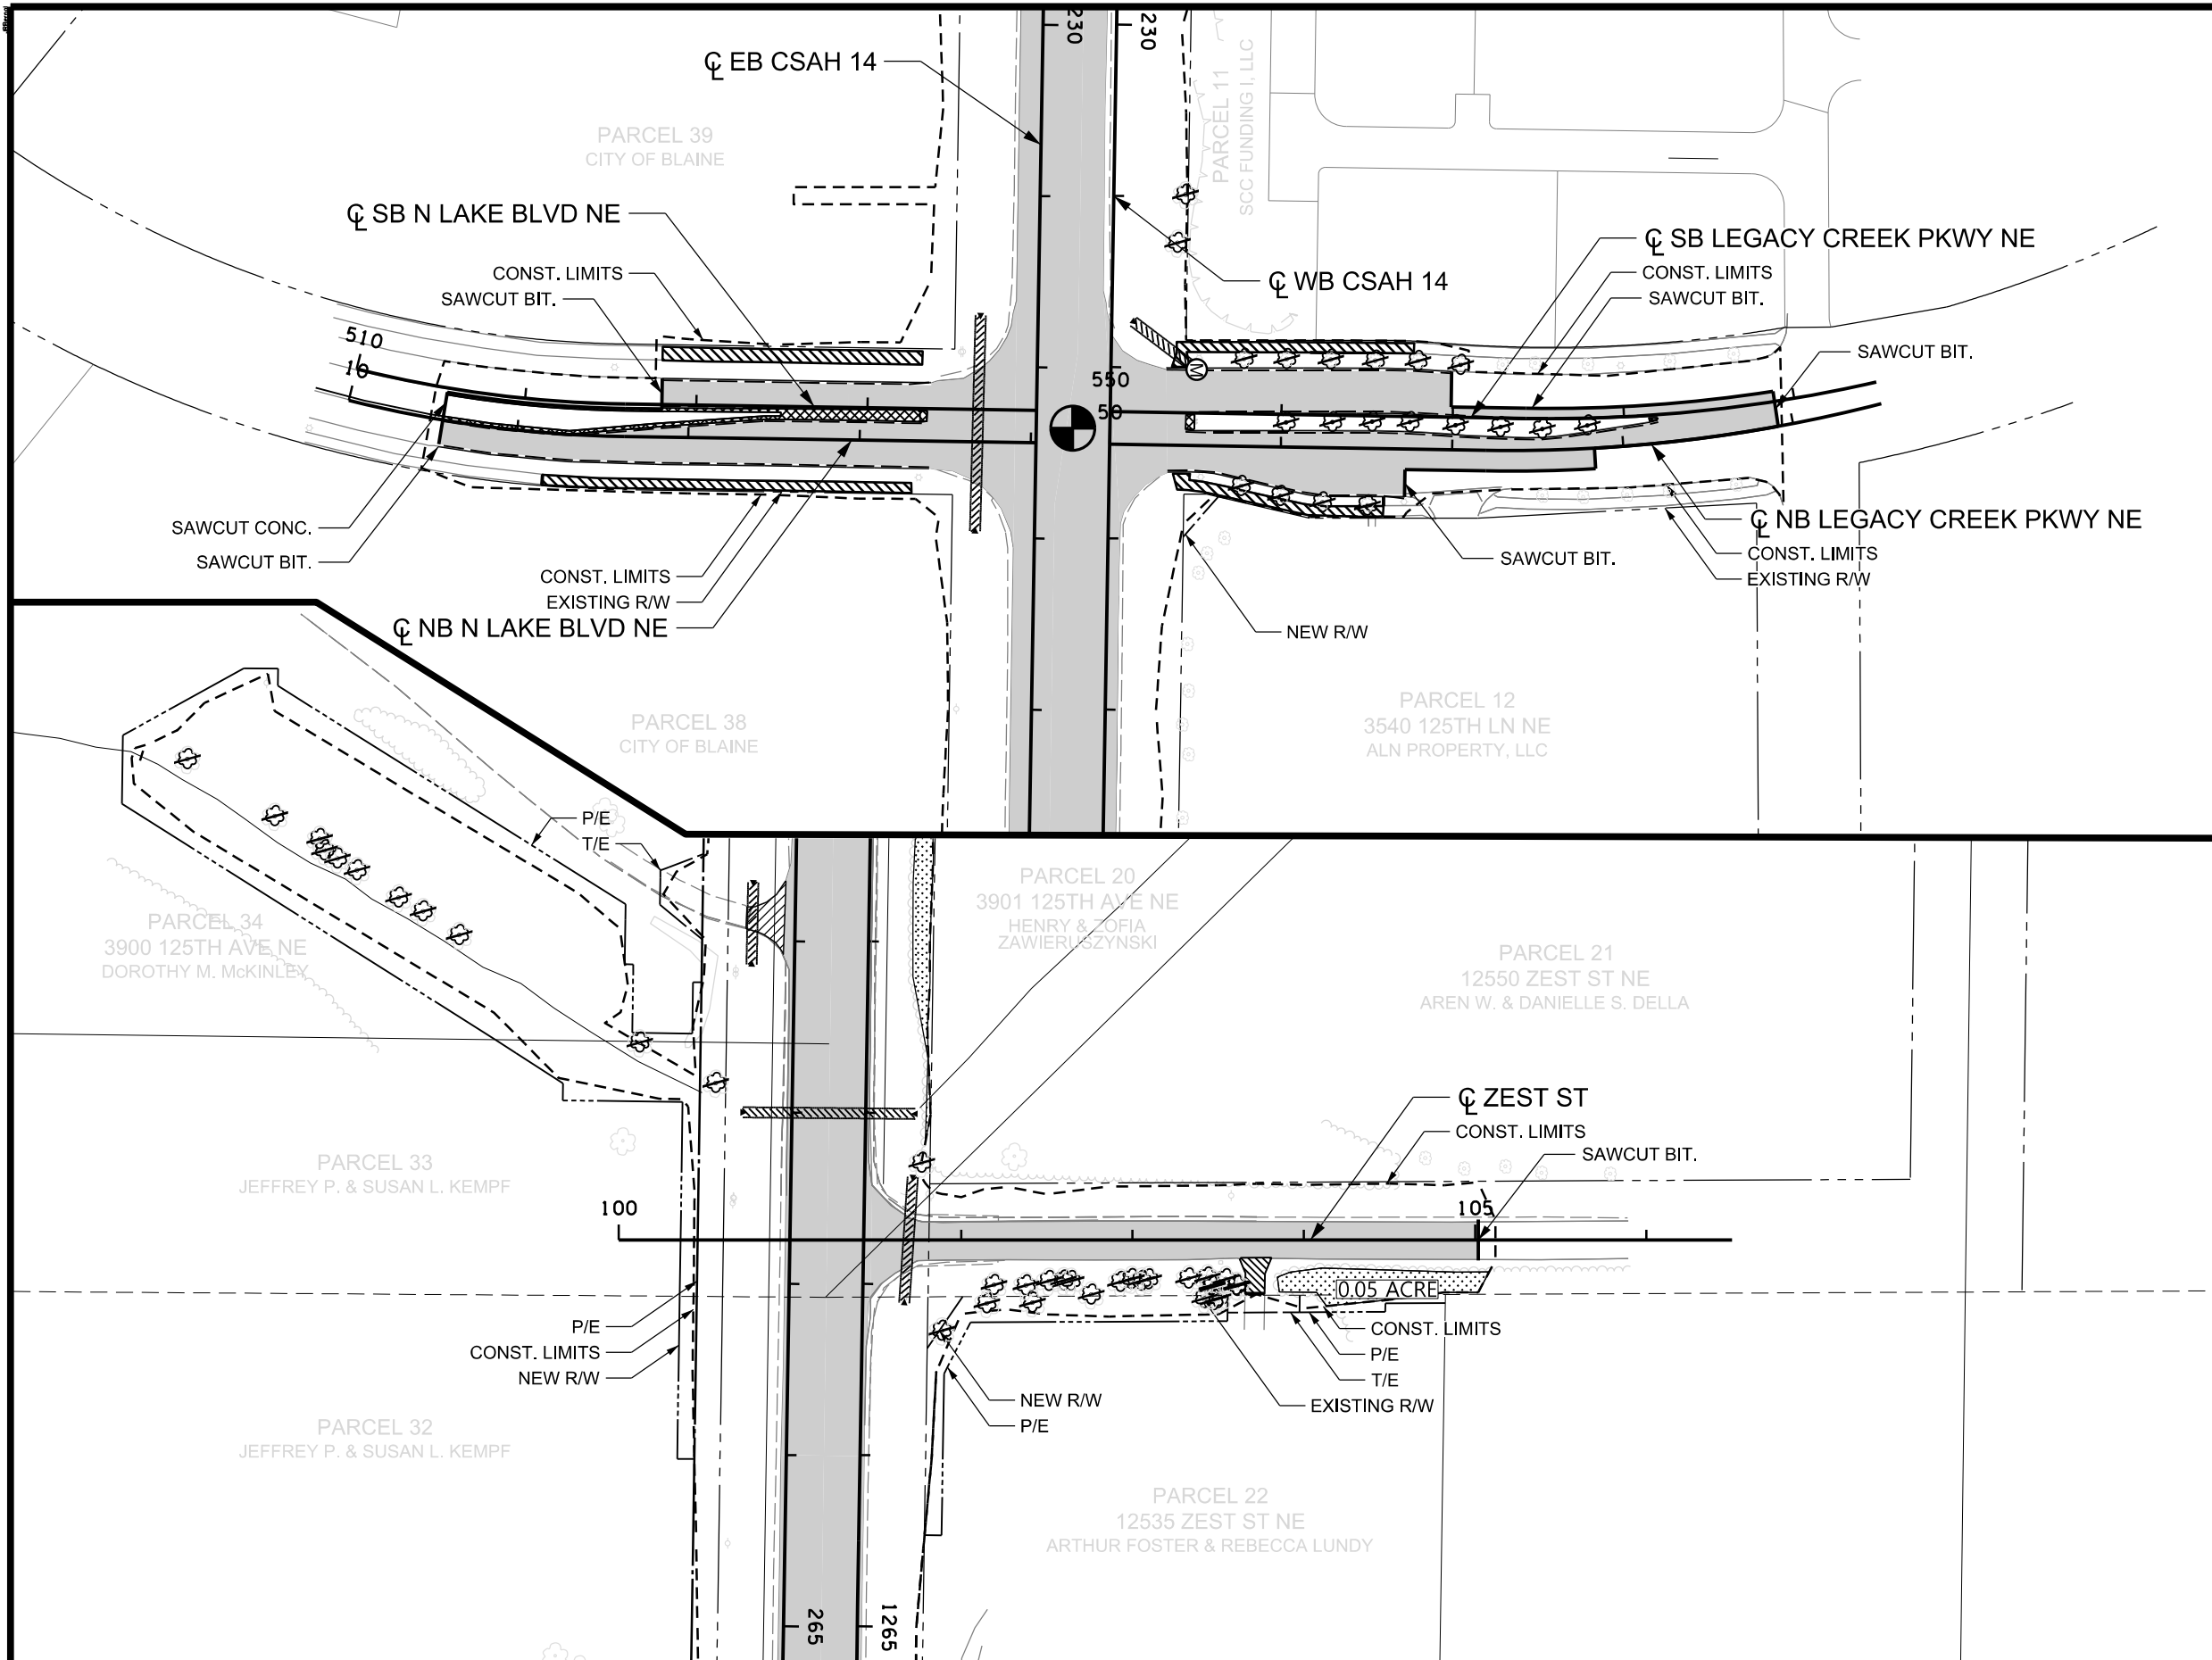 230
230
℄ EB CSAH 14
PARCEL 39
CITY OF BLAINE
PARCEL 11
SCC FUNDING I, LLC
℄ SB N LAKE BLVD NE
CONST. LIMITS
SAWCUT BIT.
℄ WB CSAH 14
℄ SB LEGACY CREEK PKWY NE
CONST. LIMITS
SAWCUT BIT.
SAWCUT BIT.
510
10
550
50
M
SAWCUT CONC.
SAWCUT BIT.
CONST. LIMITS
EXISTING R/W
℄ NB N LAKE BLVD NE
℄ NB LEGACY CREEK PKWY NE
CONST. LIMITS
EXISTING R/W
SAWCUT BIT.
NEW R/W
PARCEL 38
CITY OF BLAINE
PARCEL 12
3540 125TH LN NE
ALN PROPERTY, LLC
P/E
T/E
PARCEL 34
3900 125TH AVE NE
DOROTHY M. McKINLEY
PARCEL 20
3901 125TH AVE NE
HENRY & ZOFIA
ZAWIERUSZYNSKI
PARCEL 21
12550 ZEST ST NE
AREN W. & DANIELLE S. DELLA
℄ ZEST ST
CONST. LIMITS
SAWCUT BIT.
PARCEL 33
JEFFREY P. & SUSAN L. KEMPF
100
105
0.05 ACRE
P/E
CONST. LIMITS
NEW R/W
CONST. LIMITS
P/E
T/E
EXISTING R/W
NEW R/W
P/E
PARCEL 32
JEFFREY P. & SUSAN L. KEMPF
PARCEL 22
12535 ZEST ST NE
ARTHUR FOSTER & REBECCA LUNDY
265
1265